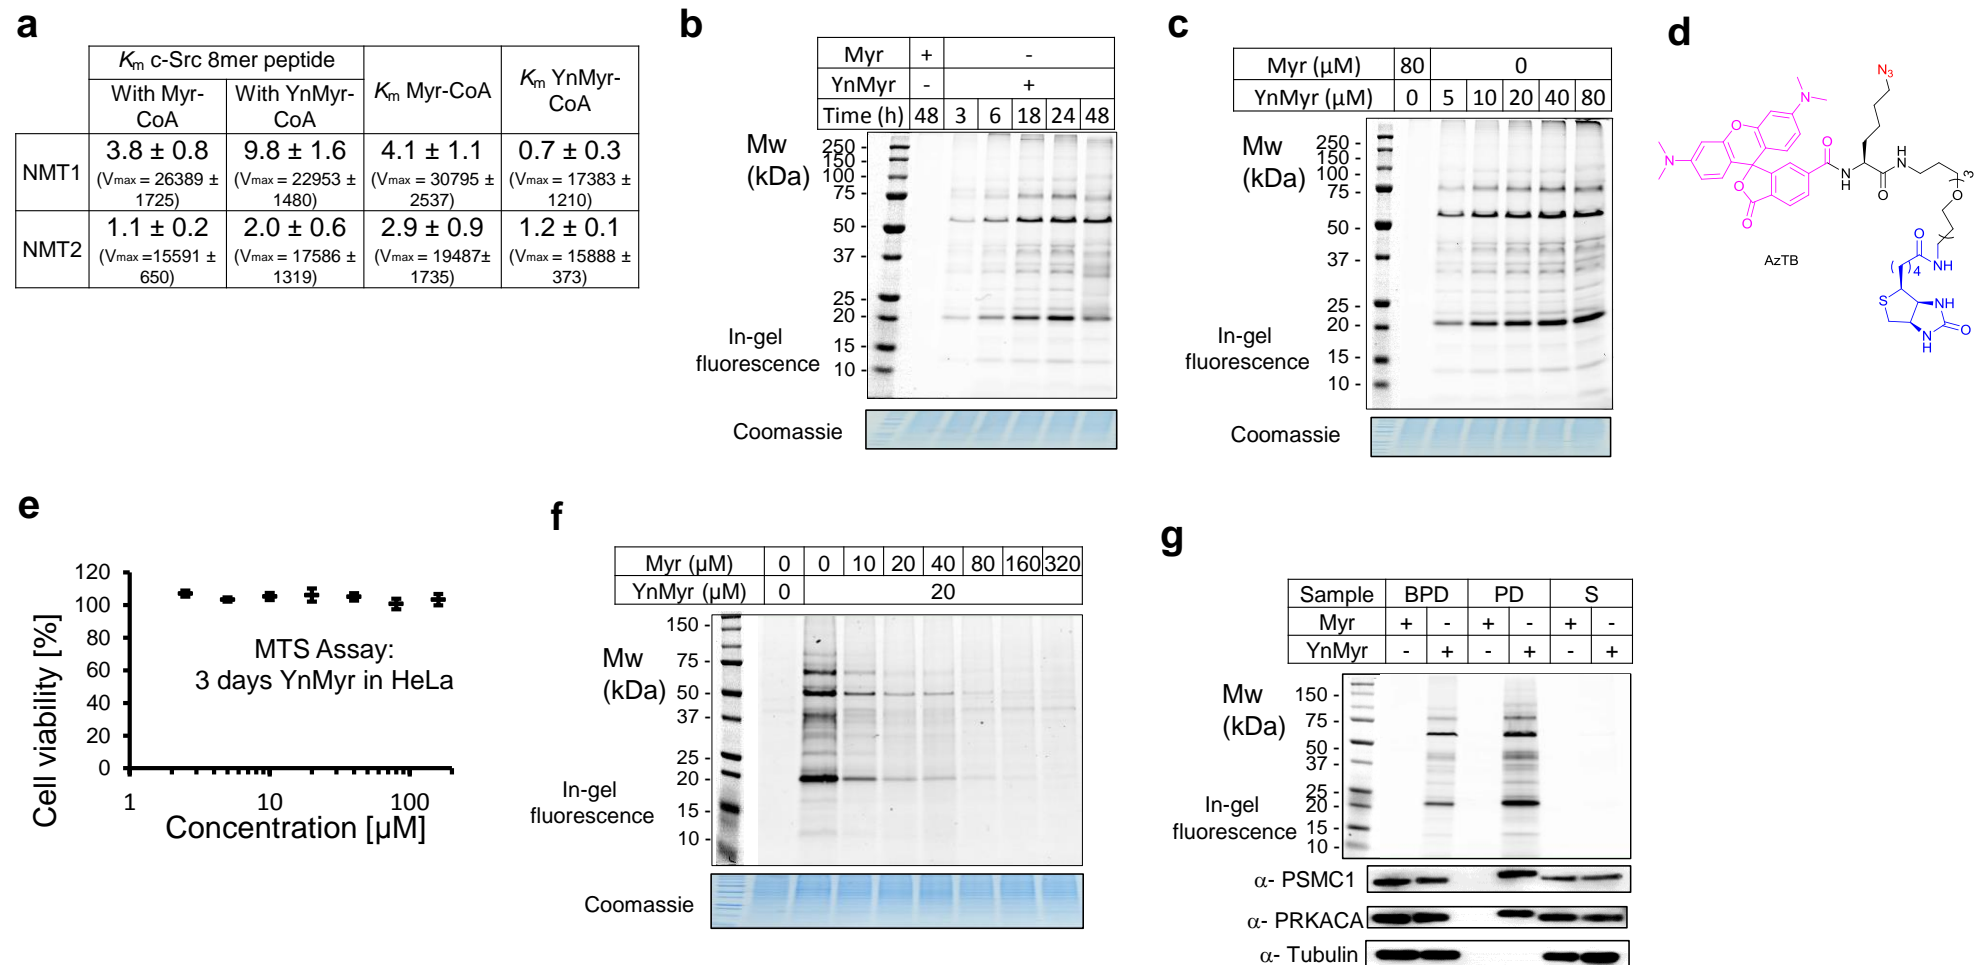 a
Km c-Src 8mer peptide
With Myr-CoA
With YnMyr-CoA
Km Myr-CoA
Km YnMyr-CoA
NMT1
3.8 ± 0.8
(Vmax = 26389 ± 1725)
9.8 ± 1.6
(Vmax = 22953 ± 1480)
4.1 ± 1.1
(Vmax = 30795 ± 2537)
0.7 ± 0.3
(Vmax = 17383 ± 1210)
NMT2
1.1 ± 0.2
(Vmax =15591 ± 650)
2.0 ± 0.6
(Vmax = 17586 ± 1319)
2.9 ± 0.9
(Vmax = 19487± 1735)
1.2 ± 0.1
(Vmax = 15888 ± 373)
b
Myr + -
YnMyr - +
Time (h) 48 3 6 18 24 48
Mw
(kDa)
250 -
150 -
100 -
75 -
50 -
37 -
25 -
20 -
15 -
10 -
In-gel
fluorescence
Coomassie
c
Myr (µM) 80 0
YnMyr (µM) 0 5 10 20 40 80
Mw
(kDa)
250 -
150 -
100 -
75 -
50 -
37 -
25 -
20 -
15 -
10 -
In-gel
fluorescence
Coomassie
d
N3
N
O
N
O
O
O
N
H
O
H
N
)3
O
O
NH
( )4
S
NH
N
H
O
AzTB
e
Cell viability [%]
120
100
80
60
40
20
0
MTS Assay:
3 days YnMyr in HeLa
1 10 100
Concentration [µM]
f
Myr (µM) 0 0 10 20 40 80 160 320
YnMyr (µM) 0 20
Mw
(kDa)
150 -
75 -
50 -
37 -
25 -
20 -
15 -
10 -
In-gel
fluorescence
Coomassie
g
Sample BPD PD S
Myr + - + - + -
YnMyr - + - + - +
Mw
(kDa)
150 -
75 -
50 -
37 -
25 -
20 -
15 -
10 -
In-gel
fluorescence
α- PSMC1
α- PRKACA
α- Tubulin